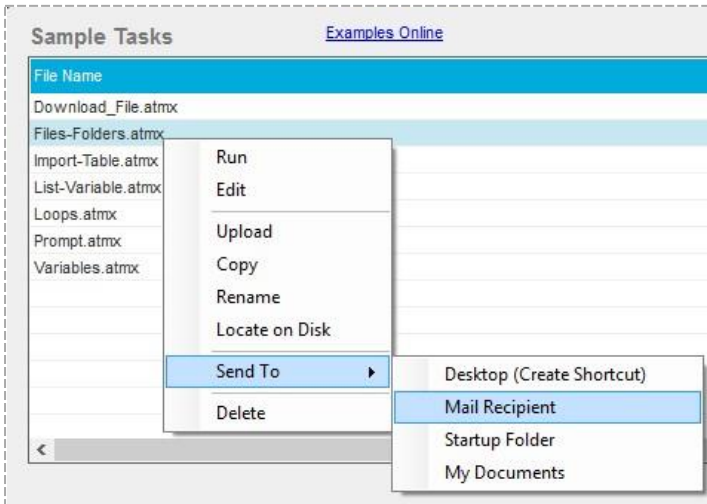 Sample Tasks
Examples Online
File Name
Download_File.atmx
Files-Folders.atmx
Import-Table.atmx
List-Variable.atmx
Loops.atmx
Prompt.atmx
Variables.atmx
Run
Edit
Upload
Copy
Rename
Locate on Disk
Send To
Delete
Desktop (Create Shortcut)
Mail Recipient
Startup Folder
My Documents